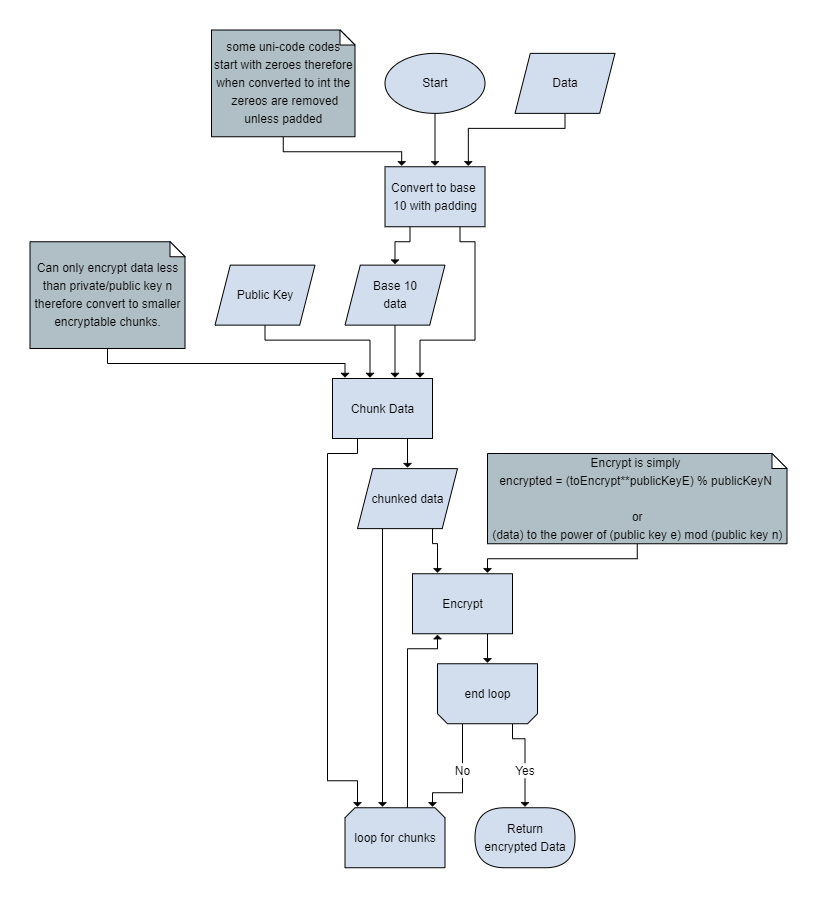 some uni-code codes
start with zeroes therefore
when converted to int the
zereos are removed
unless padded
Start
Data
Convert to base
10 with padding
Can only encrypt data less
than private/public key n
therefore convert to smaller
encryptable chunks.
Public Key
Base 10
data
Chunk Data
chunked data
Encrypt is simply
encrypted = (toEncrypt**publicKeyE) % publicKeyN
or
(data) to the power of (public key e) mod (public key n)
Encrypt
end loop
No
Yes
loop for chunks
Return
encrypted Data